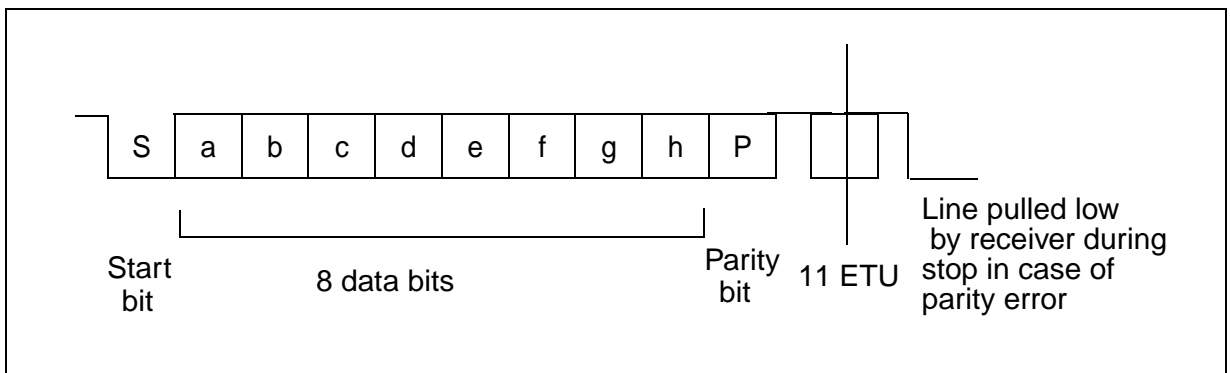 S a b c d e f g h P
Start
bit
8 data bits
Parity
bit
11 ETU
Line pulled low
by receiver during
stop in case of
parity error